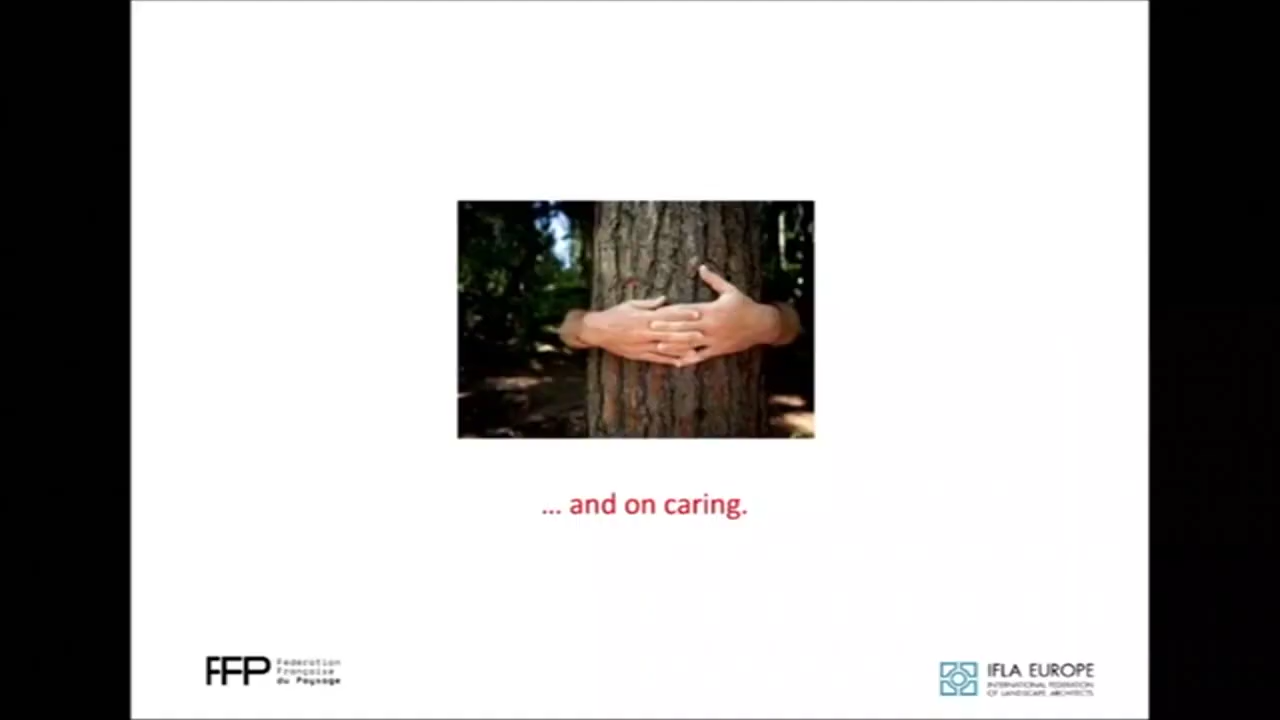 ... and on caring.
FFP
Fédération
Française
du Paysage
IFLA EUROPE
INTERNATIONAL FEDERATION
OF LANDSCAPE ARCHITECTS